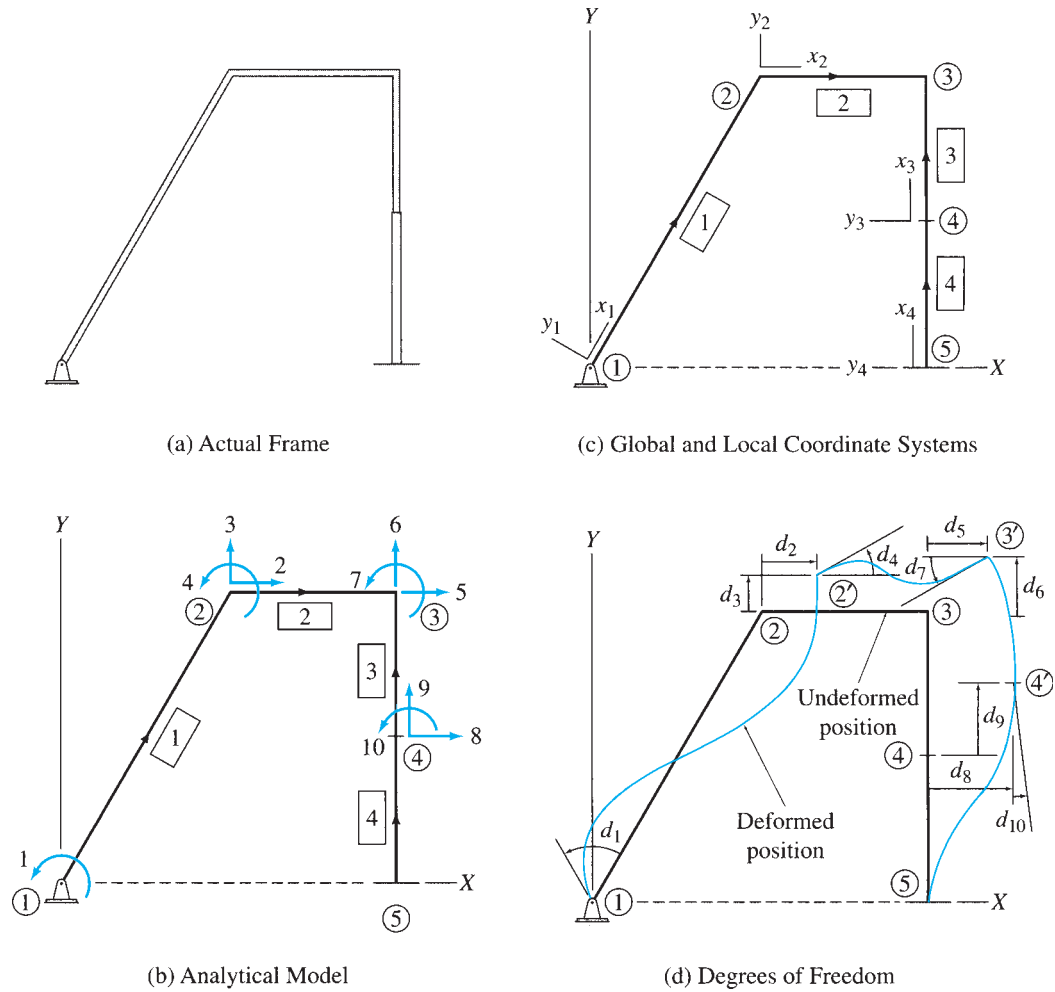 Y
y2
x2
②
③
2
3
x3
y3
④
1
4
x1
y1
x4
⑤
①
y4
X
(a) Actual Frame
(c) Global and Local Coordinate Systems
Y
3
6
2
4
7
5
②
2
③
3
9
1
10
8
④
4
1
①
X
⑤
(b) Analytical Model
Y
d5
③′
d2
d4
d7
d3
②′
d6
②
③
④′
Undeformed
position
d9
④
d8
d1
Deformed
position
d10
⑤
①
X
(d) Degrees of Freedom